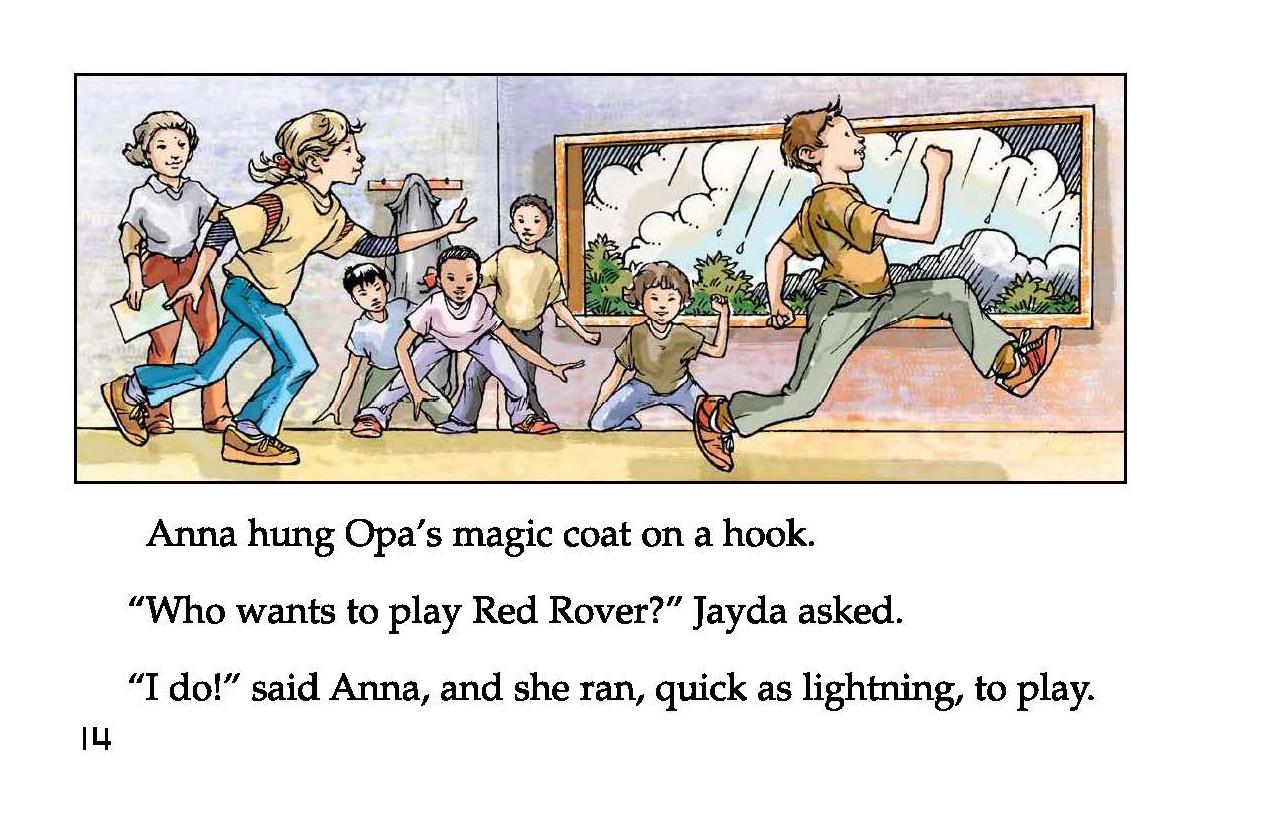 Anna hung Opa’s magic coat on a hook.
“Who wants to play Red Rover?” Jayda asked.
“I do!” said Anna, and she ran, quick as lightning, to play.
14